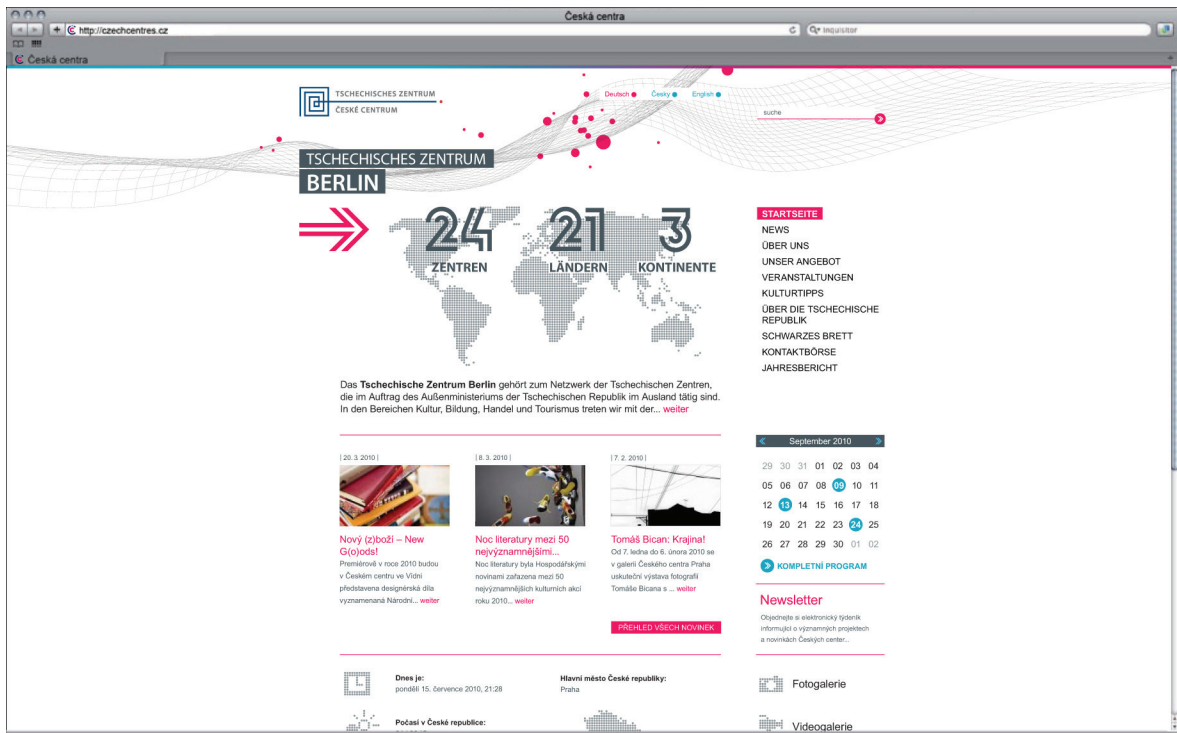 Česká centra
http://czechcentres.cz
Inquisitor
Česká centra
TSCHECHISCHES ZENTRUM
ČESKÉ CENTRUM
Deutsch
Česky
English
suche
TSCHECHISCHES ZENTRUM
BERLIN
24
ZENTREN
21
LÄNDERN
3
KONTINENTE
STARTSEITE
NEWS
ÜBER UNS
UNSER ANGEBOT
VERANSTALTUNGEN
KULTURTIPPS
ÜBER DIE TSCHECHISCHE
REPUBLIK
SCHWARZES BRETT
KONTAKTBÖRSE
JAHRESBERICHT
Das Tschechische Zentrum Berlin gehört zum Netzwerk der Tschechischen Zentren,
die im Auftrag des Außenministeriums der Tschechischen Republik im Ausland tätig sind.
In den Bereichen Kultur, Bildung, Handel und Tourismus treten wir mit der... weiter
| 20. 3. 2010 |
Nový (z)boží – New
G(o)ods!
Premiérově v roce 2010 budou
v Českém centru ve Vídni
představena designérská díla
vyznamenaná Národní... weiter
| 8. 3. 2010 |
Noc literatury mezi 50
nejvýznamnějšími...
Noc literatury byla Hospodářskými
novinami zařazena mezi 50
nejvýznamnějších kulturních akcí
roku 2010... weiter
| 7. 2. 2010 |
Tomáš Bican: Krajina!
Od 7. ledna do 6. února 2010 se
v galerii Českého centra Praha
uskuteční výstava fotografií
Tomáše Bicana s ... weiter
PŘEHLED VŠECH NOVINEK
September 2010
29 30 31 01 02 03 04
05 06 07 08 09 10 11
12 13 14 15 16 17 18
19 20 21 22 23 24 25
26 27 28 29 30 01 02
KOMPLETNÍ PROGRAM
Newsletter
Objednejte si elektronický týdeník
informující o významných projektech
a novinkách Českých center...
Dnes je:
pondělí 15. července 2010, 21:28
Hlavní město České republiky:
Praha
Počasí v České republice:
Fotogalerie
Videogalerie